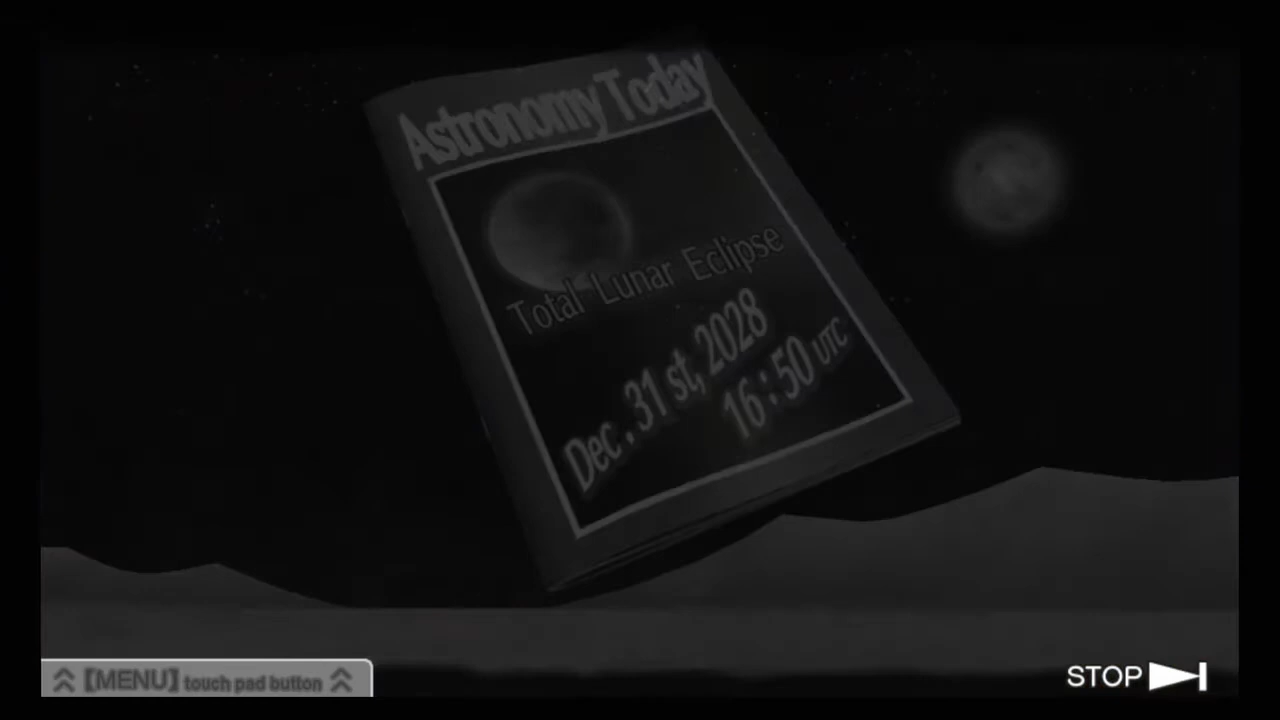 Astronomy Today
Total Lunar Eclipse
Dec. 31 st, 2028
16:50 UTC
【MENU】 touch pad button
STOP